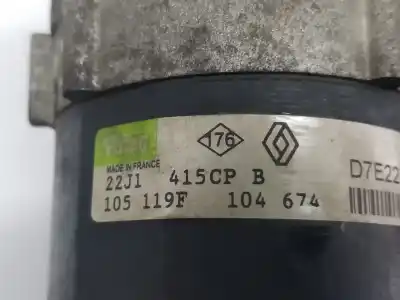 176
MADE IN FRANCE
22J1 415CP B
105 119F 104 674
D7E22